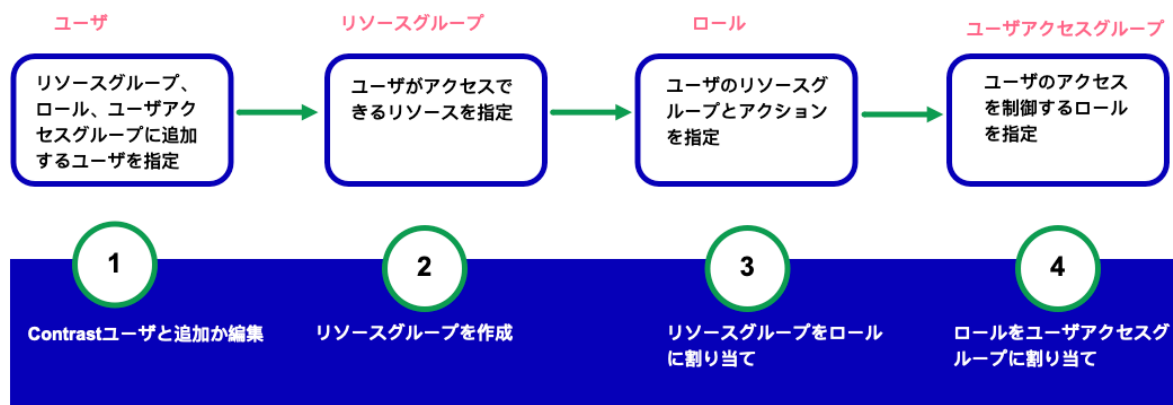 ユーザ
リソースグループ
ロール
ユーザアクセスグループ
リソースグループ、
ロール、ユーザアク
セスグループに追加
するユーザを指定
ユーザがアクセスで
きるリソースを指定
ユーザのリソースグ
ループとアクション
を指定
ユーザのアクセス
を制御するロール
を指定
1
2
3
4
Contrastユーザと追加か編集
リソースグループを作成
リソースグループをロール
に割り当て
ロールをユーザアクセスグ
ループに割り当て